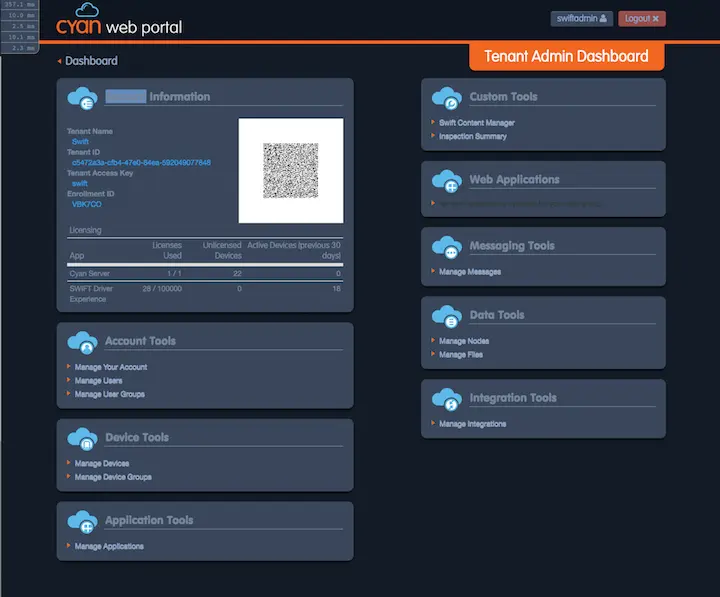 357.1 ms
10.0 ms
2.5 ms
10.1 ms
2.3 ms
cyan web portal
swiftadmin
Logout ×
Tenant Admin Dashboard
Dashboard
Information
Tenant Name
Swift
Tenant ID
c5472a3a-cfb4-47e0-84ea-592049077848
Tenant Access Key
swift
Enrollment ID
VBK7CO
Licensing
App Licenses Used Unlicensed Devices Active Devices (previous 30 days)
Cyan Server 1 / 1 22 0
SWIFT Driver Experience 28 / 100000 0 16
Account Tools
Manage Your Account
Manage Users
Manage User Groups
Device Tools
Manage Devices
Manage Device Groups
Application Tools
Manage Applications
Custom Tools
Swift Content Manager
Inspection Summary
Web Applications
Messaging Tools
Manage Messages
Data Tools
Manage Nodes
Manage Files
Integration Tools
Manage Integrations